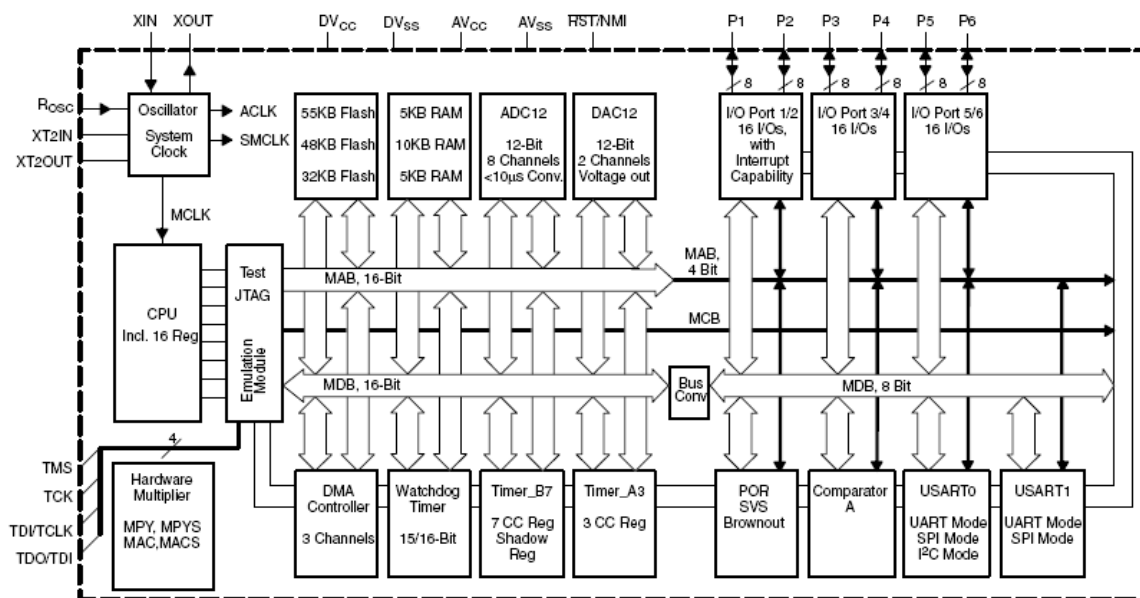 XIN
XOUT
DVCC
DVSS
AVCC
AVSS
RST/NMI
P1
P2
P3
P4
P5
P6
8
8
8
8
8
8
ROSC
XT2IN
XT2OUT
Oscillator
System
Clock
ACLK
SMCLK
MCLK
55KB Flash
48KB Flash
32KB Flash
5KB RAM
10KB RAM
5KB RAM
ADC12
12-Bit
8 Channels
<10μs Conv.
DAC12
12-Bit
2 Channels
Voltage out
I/O Port 1/2
16 I/Os,
with
Interrupt
Capability
I/O Port 3/4
16 I/Os
I/O Port 5/6
16 I/Os
CPU
Incl. 16 Reg
Test
JTAG
Emulation
Module
MAB, 16-Bit
MAB,
4 Bit
MCB
MDB, 16-Bit
Bus
Conv
MDB, 8 Bit
4
TMS
TCK
TDI/TCLK
TDO/TDI
Hardware
Multiplier
MPY, MPYS
MAC,MACS
DMA
Controller
3 Channels
Watchdog
Timer
15/16-Bit
Timer_B7
7 CC Reg
Shadow
Reg
Timer_A3
3 CC Reg
POR
SVS
Brownout
Comparator
A
USART0
UART Mode
SPI Mode
I²C Mode
USART1
UART Mode
SPI Mode